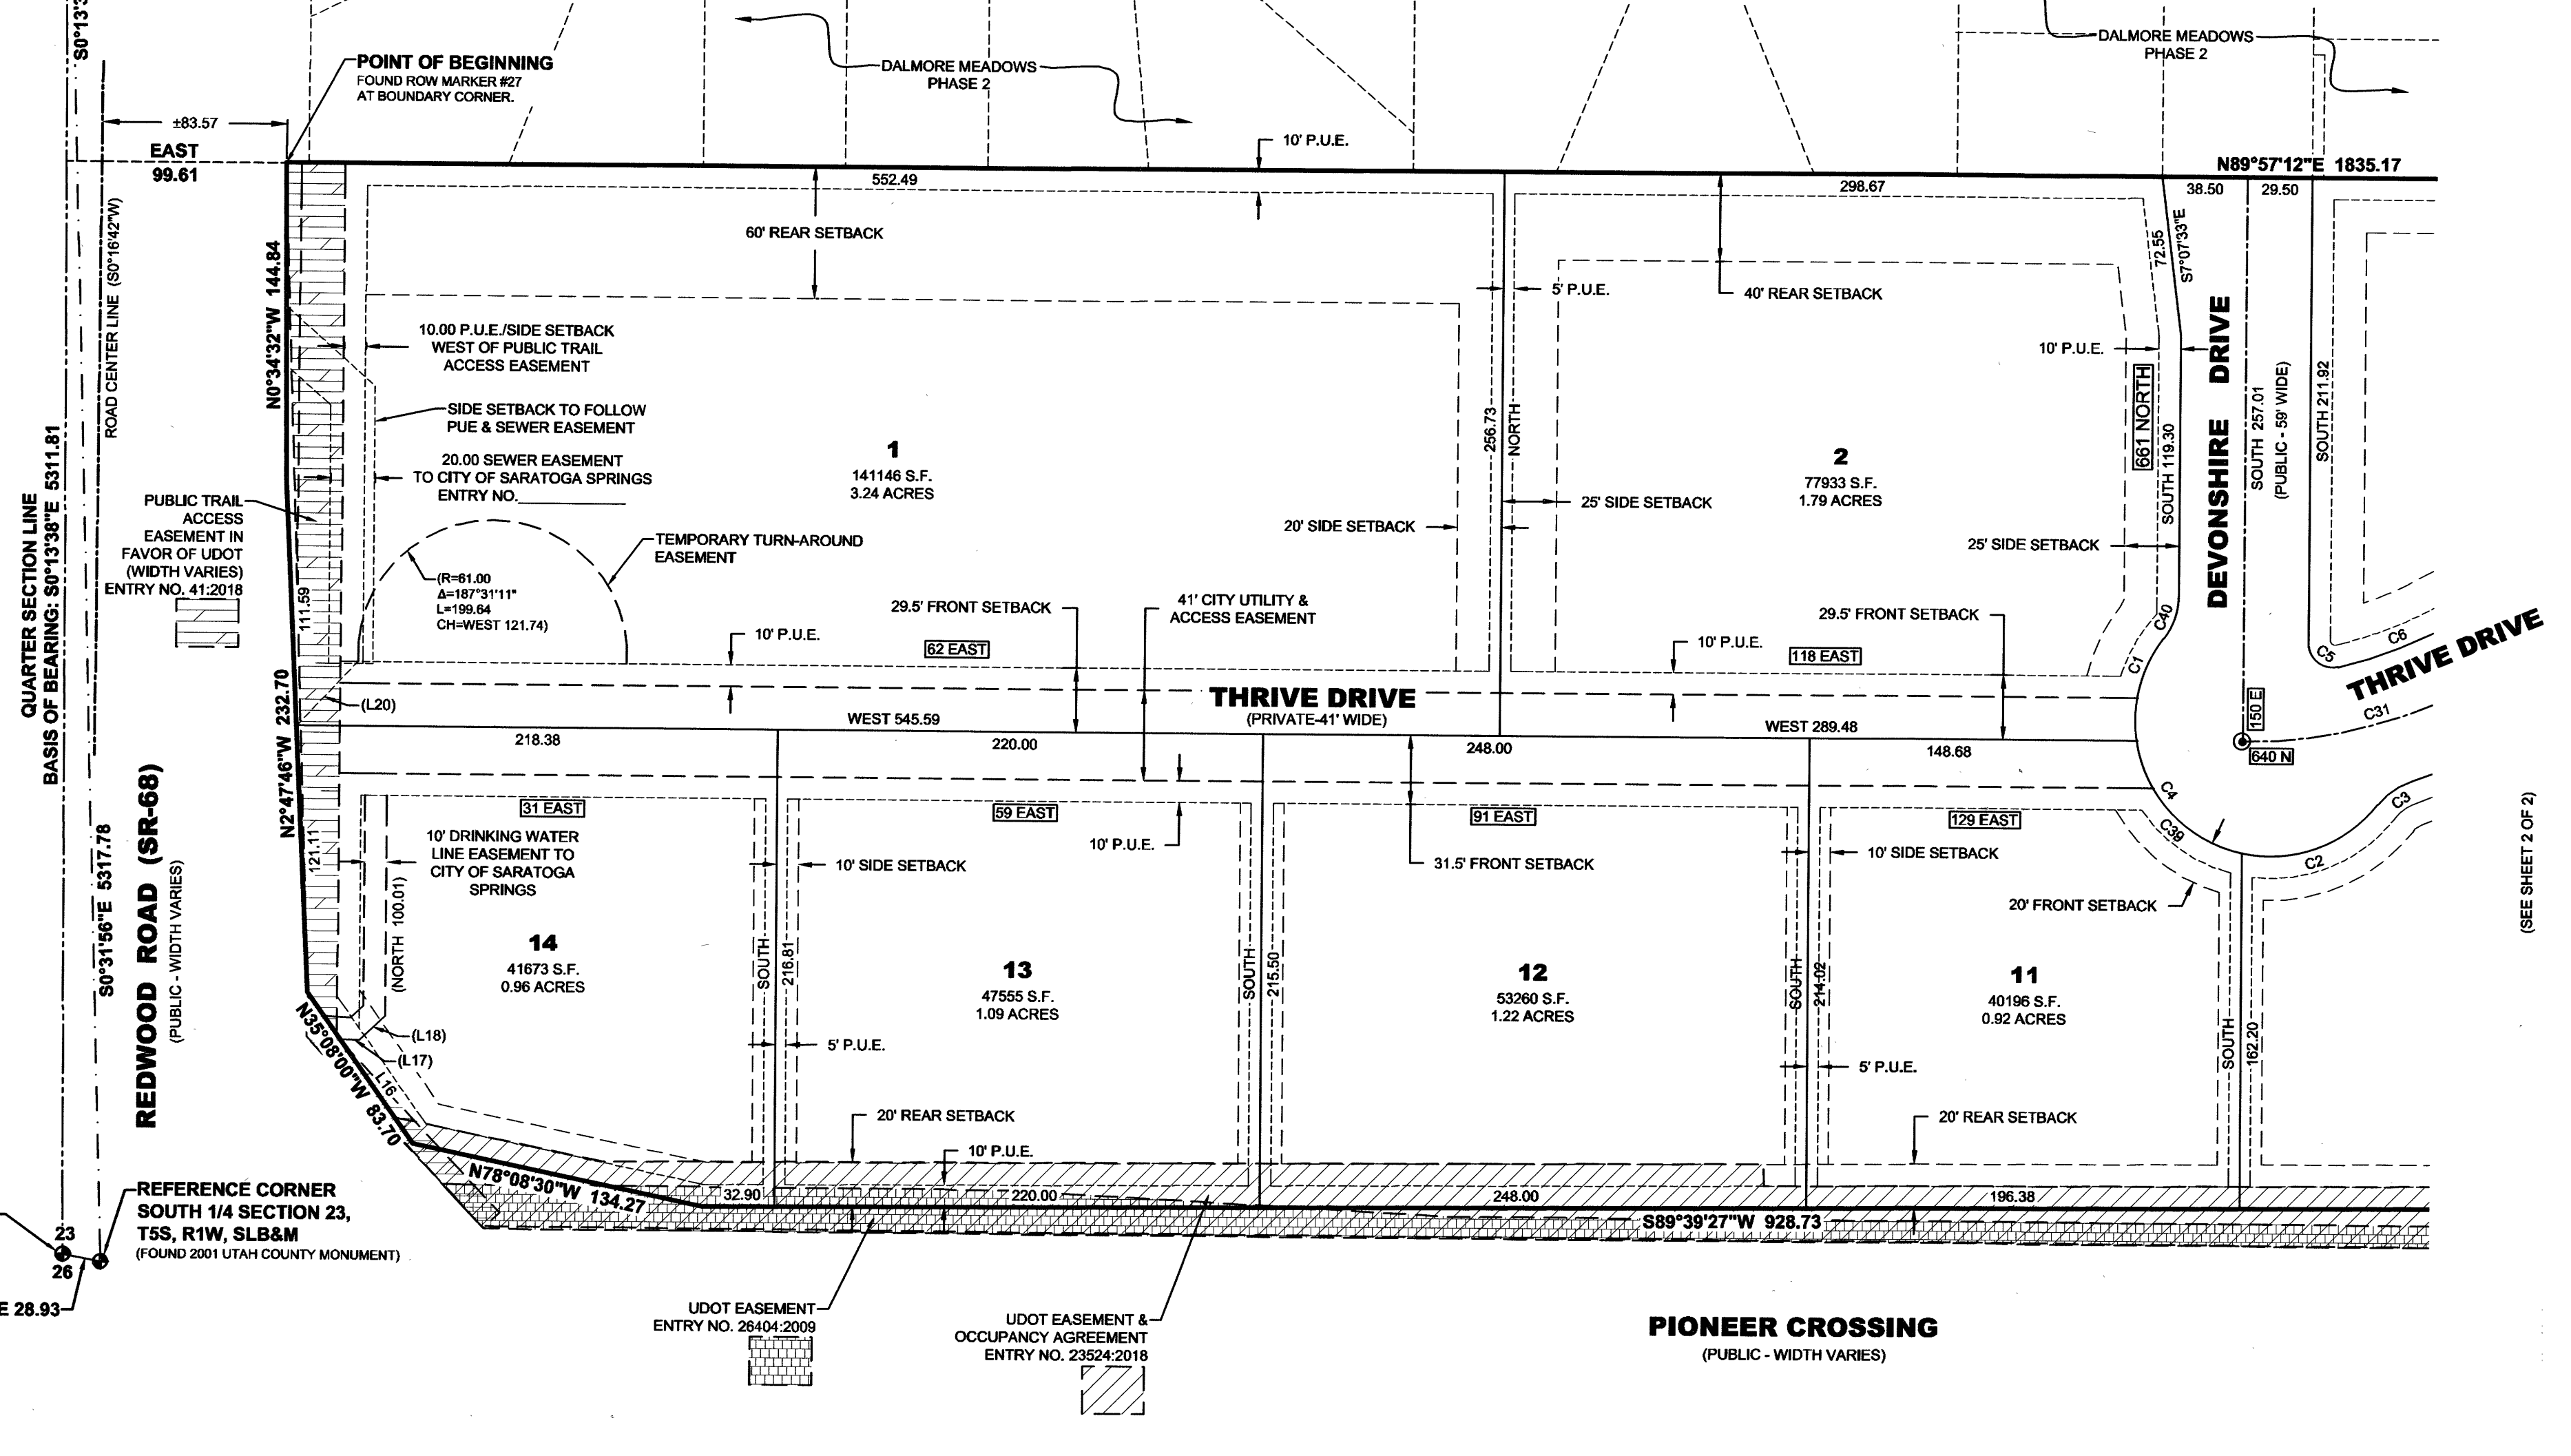 S0°13'3
POINT OF BEGINNING
FOUND ROW MARKER #27
AT BOUNDARY CORNER.
DALMORE MEADOWS
PHASE 2
DALMORE MEADOWS
PHASE 2
±83.57
EAST
99.61
10' P.U.E.
N89°57'12"E 1835.17
552.49
298.67
38.50
29.50
ROAD CENTER LINE (S0°16'42"W)
N0°34'32"W 144.84
60' REAR SETBACK
72.55
S7°07'33"E
5' P.U.E.
40' REAR SETBACK
10.00 P.U.E./SIDE SETBACK
WEST OF PUBLIC TRAIL
ACCESS EASEMENT
10' P.U.E.
661 NORTH
DEVONSHIRE DRIVE
SOUTH 257.01
(PUBLIC - 59' WIDE)
SOUTH 211.92
SIDE SETBACK TO FOLLOW
PUE & SEWER EASEMENT
256.73
NORTH
SOUTH 119.30
1
141146 S.F.
3.24 ACRES
2
77933 S.F.
1.79 ACRES
20.00 SEWER EASEMENT
TO CITY OF SARATOGA SPRINGS
ENTRY NO.
QUARTER SECTION LINE
BASIS OF BEARING: S0°13'38"E 5311.81
PUBLIC TRAIL
ACCESS
EASEMENT IN
FAVOR OF UDOT
(WIDTH VARIES)
ENTRY NO. 41:2018
25' SIDE SETBACK
20' SIDE SETBACK
25' SIDE SETBACK
TEMPORARY TURN-AROUND
EASEMENT
(R=61.00
Δ=187°31'11"
L=199.64
CH=WEST 121.74)
111.59
29.5' FRONT SETBACK
41' CITY UTILITY &
ACCESS EASEMENT
29.5' FRONT SETBACK
10' P.U.E.
62 EAST
10' P.U.E.
118 EAST
C40
C1
C6
C5
THRIVE DRIVE
N2°47'46"W 232.70
(L20)
THRIVE DRIVE
(PRIVATE-41' WIDE)
WEST 545.59
WEST 289.48
150 E
C31
640 N
218.38
220.00
248.00
148.68
C4
C3
C39
C2
31 EAST
59 EAST
91 EAST
129 EAST
REDWOOD ROAD (SR-68)
(PUBLIC - WIDTH VARIES)
S0°31'56"E 5317.78
121.11
10' DRINKING WATER
LINE EASEMENT TO
CITY OF SARATOGA
SPRINGS
(NORTH 100.01)
10' P.U.E.
10' SIDE SETBACK
31.5' FRONT SETBACK
10' SIDE SETBACK
20' FRONT SETBACK
(SEE SHEET 2 OF 2)
14
41673 S.F.
0.96 ACRES
SOUTH
216.81
13
47555 S.F.
1.09 ACRES
SOUTH
215.50
12
53260 S.F.
1.22 ACRES
SOUTH
214.02
11
40196 S.F.
0.92 ACRES
SOUTH
162.20
(L18)
(L17)
L16
N35°08'00"W 83.70
5' P.U.E.
5' P.U.E.
20' REAR SETBACK
20' REAR SETBACK
10' P.U.E.
N78°08'30"W 134.27
32.90
220.00
248.00
196.38
S89°39'27"W 928.73
REFERENCE CORNER
SOUTH 1/4 SECTION 23,
T5S, R1W, SLB&M
(FOUND 2001 UTAH COUNTY MONUMENT)
23
26
E 28.93
UDOT EASEMENT
ENTRY NO. 26404:2009
UDOT EASEMENT &
OCCUPANCY AGREEMENT
ENTRY NO. 23524:2018
PIONEER CROSSING
(PUBLIC - WIDTH VARIES)